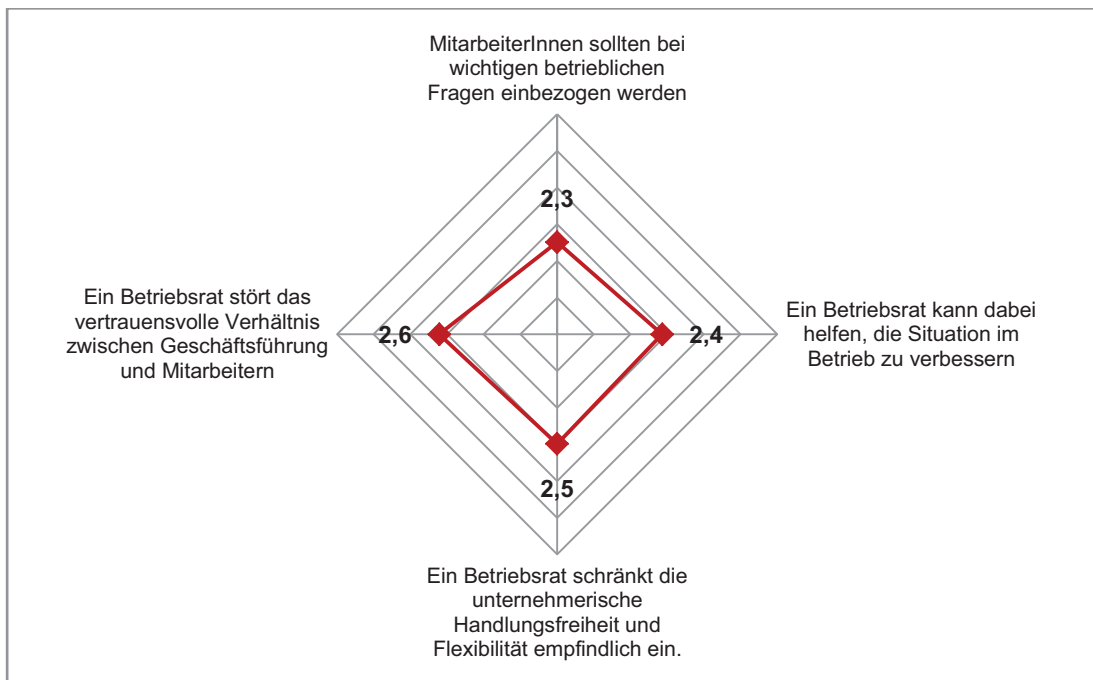 MitarbeiterInnen sollten bei
wichtigen betrieblichen
Fragen einbezogen werden
2,3
Ein Betriebsrat stört das
vertrauensvolle Verhältnis
zwischen Geschäftsführung
und Mitarbeitern
2,6
2,4
Ein Betriebsrat kann dabei
helfen, die Situation im
Betrieb zu verbessern
2,5
Ein Betriebsrat schränkt die
unternehmerische
Handlungsfreiheit und
Flexibilität empfindlich ein.